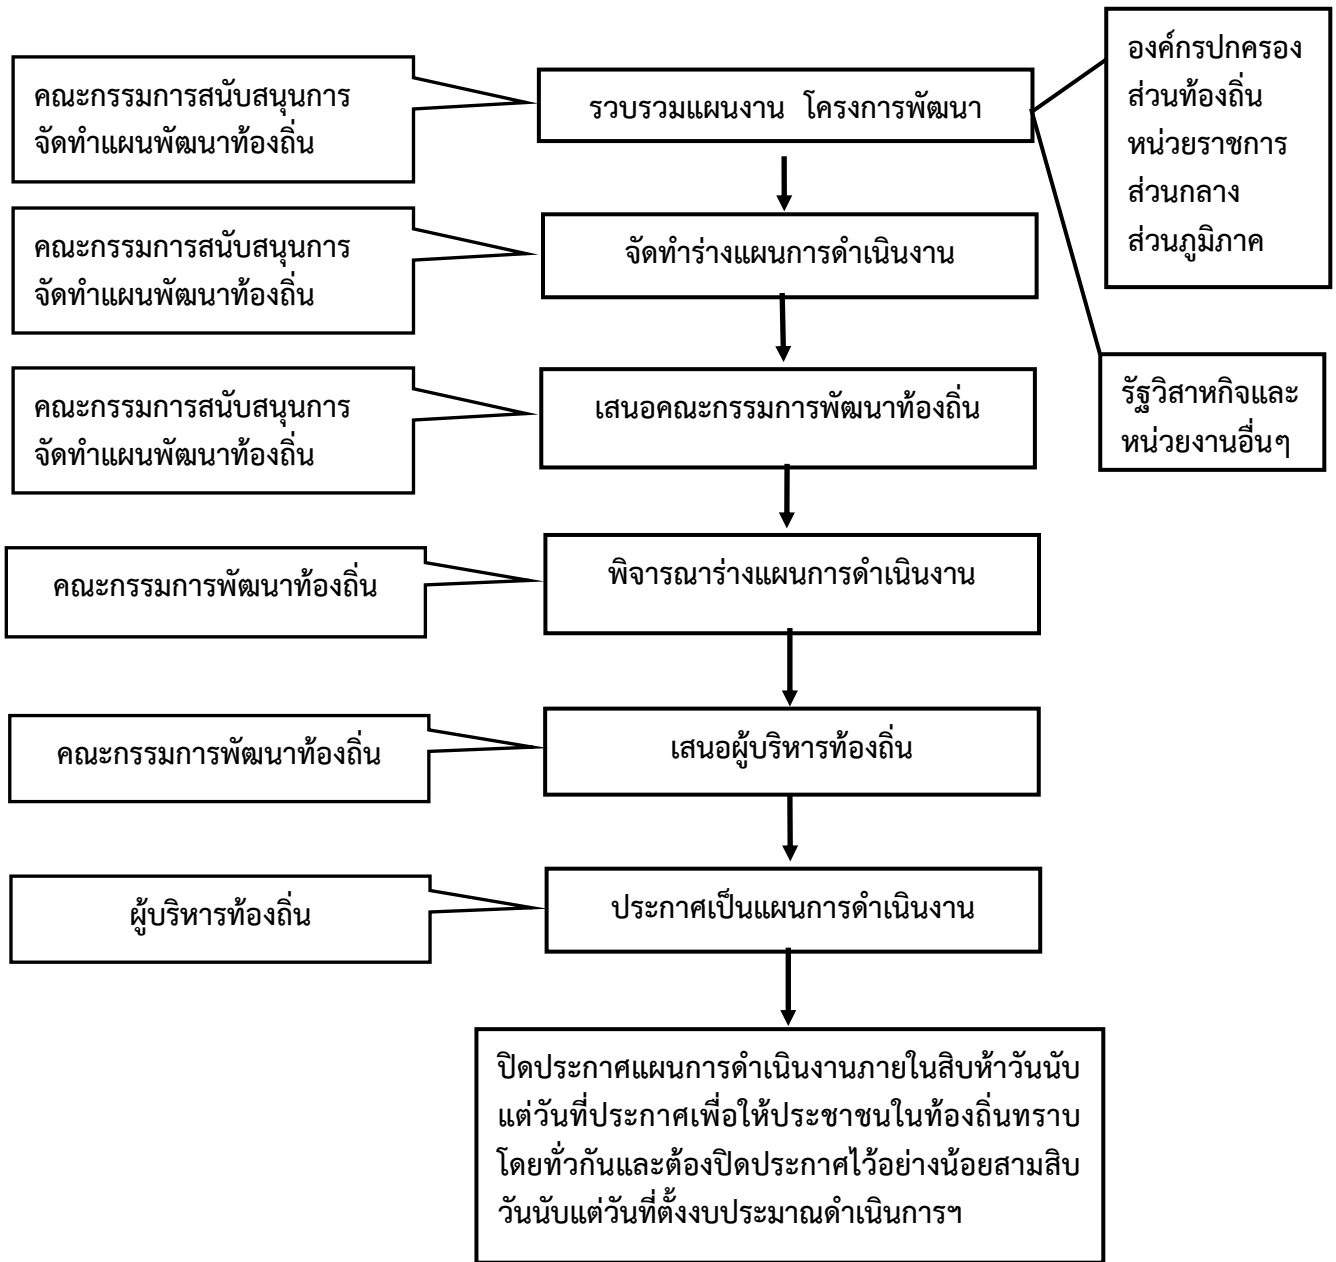 คณะกรรมการสนับสนุนการ
จัดทำแผนพัฒนาท้องถิ่น
รวบรวมแผนงาน โครงการพัฒนา
องค์กรปกครอง
ส่วนท้องถิ่น
หน่วยราชการ
ส่วนกลาง
ส่วนภูมิภาค
คณะกรรมการสนับสนุนการ
จัดทำแผนพัฒนาท้องถิ่น
จัดทำร่างแผนการดำเนินงาน
รัฐวิสาหกิจและ
หน่วยงานอื่นๆ
คณะกรรมการสนับสนุนการ
จัดทำแผนพัฒนาท้องถิ่น
เสนอคณะกรรมการพัฒนาท้องถิ่น
คณะกรรมการพัฒนาท้องถิ่น
พิจารณาร่างแผนการดำเนินงาน
คณะกรรมการพัฒนาท้องถิ่น
เสนอผู้บริหารท้องถิ่น
ผู้บริหารท้องถิ่น
ประกาศเป็นแผนการดำเนินงาน
ปิดประกาศแผนการดำเนินงานภายในสิบห้าวันนับ
แต่วันที่ประกาศเพื่อให้ประชาชนในท้องถิ่นทราบ
โดยทั่วกันและต้องปิดประกาศไว้อย่างน้อยสามสิบ
วันนับแต่วันที่ตั้งงบประมาณดำเนินการฯ